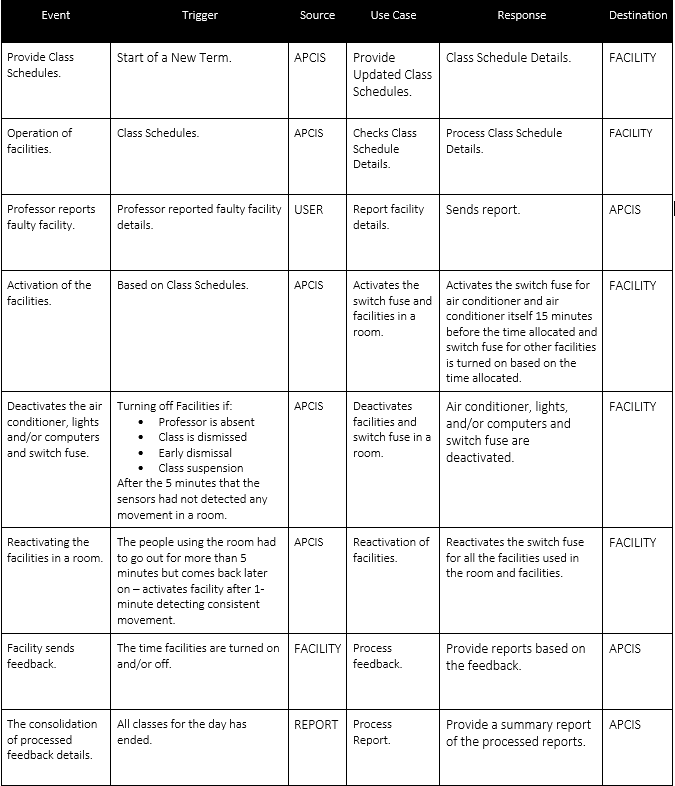 Event
Trigger
Source
Use Case
Response
Destination
Provide Class
Schedules.
Start of a New Term.
APCIS
Provide
Updated Class
Schedules.
Class Schedule Details.
FACILITY
Operation of
facilities.
Class Schedules.
APCIS
Checks Class
Schedule
Details.
Process Class Schedule
Details.
FACILITY
Professor reports
faulty facility.
Professor reported faulty facility
details.
USER
Report facility
details.
Sends report.
APCIS
Activation of the
facilities.
Based on Class Schedules.
APCIS
Activates the
switch fuse and
facilities in a
room.
Activates the switch fuse for
air conditioner and air
conditioner itself 15 minutes
before the time allocated and
switch fuse for other facilities
is turned on based on the
time allocated.
FACILITY
Deactivates the air
conditioner, lights
and/or computers
and switch fuse.
Turning off Facilities if:
• Professor is absent
• Class is dismissed
• Early dismissal
• Class suspension
After the 5 minutes that the
sensors had not detected any
movement in a room.
APCIS
Deactivates
facilities and
switch fuse in a
room.
Air conditioner, lights,
and/or computers and
switch fuse are
deactivated.
FACILITY
Reactivating the
facilities in a room.
The people using the room had
to go out for more than 5
minutes but comes back later
on – activates facility after 1-
minute detecting consistent
movement.
APCIS
Reactivation of
facilities.
Reactivates the switch fuse
for all the facilities used in
the room and facilities.
FACILITY
Facility sends
feedback.
The time facilities are turned on
and/or off.
FACILITY
Process
feedback.
Provide reports based on
the feedback.
APCIS
The consolidation
of processed
feedback details.
All classes for the day has
ended.
REPORT
Process
Report.
Provide a summary report
of the processed reports.
APCIS